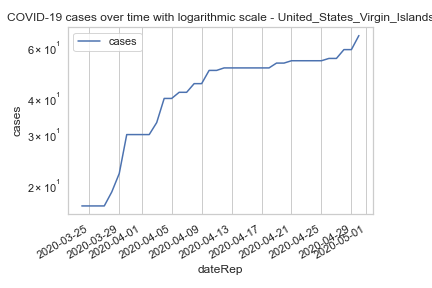 COVID-19 cases over time with logarithmic scale - United_States_Virgin_Islands
cases
6 × 10¹
4 × 10¹
3 × 10¹
2 × 10¹
cases
2020-03-25
2020-03-29
2020-04-01
2020-04-05
2020-04-09
2020-04-13
2020-04-17
2020-04-21
2020-04-25
2020-04-29
2020-05-01
dateRep